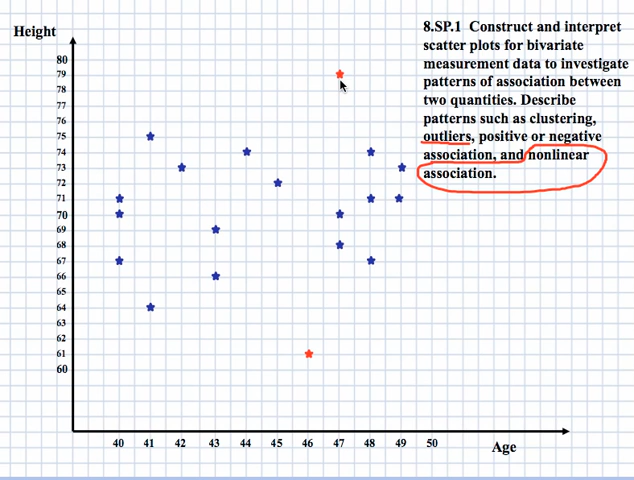 Height
8.SP.1 Construct and interpret
scatter plots for bivariate
measurement data to investigate
patterns of association between
two quantities. Describe
patterns such as clustering,
outliers, positive or negative
association, and nonlinear
association.
80
79
78
77
76
75
74
73
72
71
70
69
68
67
66
65
64
63
62
61
60
40 41 42 43 44 45 46 47 48 49 50
Age